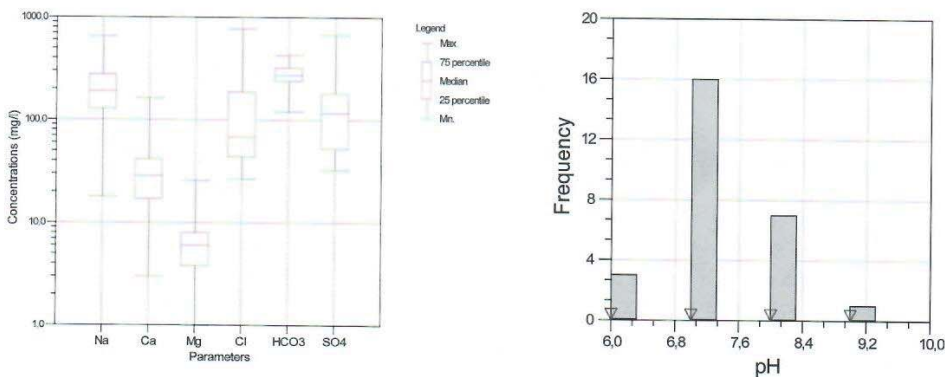 1000.0
100.0
10.0
1.0
Concentrations (mg/l)
Na Ca Mg Cl HCO3 SO4
Parameters
Legend
Max.
75 percentile
Median
25 percentile
Min.
20
16
12
8
4
0
Frequency
6,0 6,8 7,6 8,4 9,2 10,0
pH